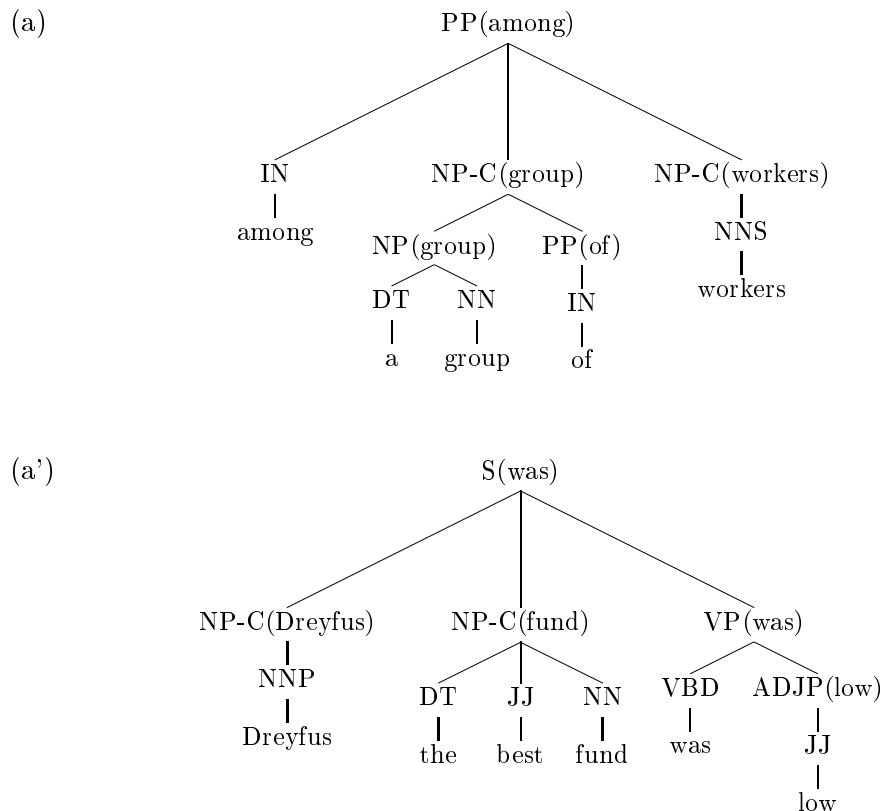 (a) PP(among)
IN NP-C(group) NP-C(workers)
among NP(group) PP(of) NNS
DT NN IN workers
a group of
(a') S(was)
NP-C(Dreyfus) NP-C(fund) VP(was)
NNP DT JJ NN VBD ADJP(low)
Dreyfus the best fund was JJ
low